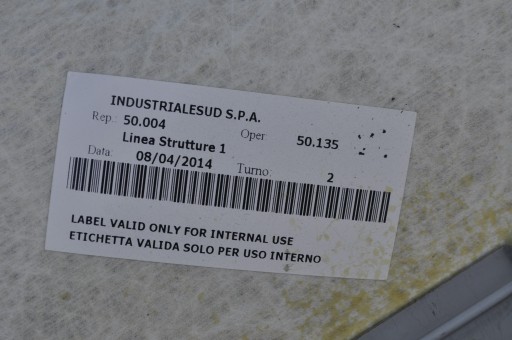 INDUSTRIALESUD S.P.A.
Rep.: 50.004 Oper 50.135
Linea Strutture 1
Data: 08/04/2014 Turno: 2
LABEL VALID ONLY FOR INTERNAL USE
ETICHETTA VALIDA SOLO PER USO INTERNO